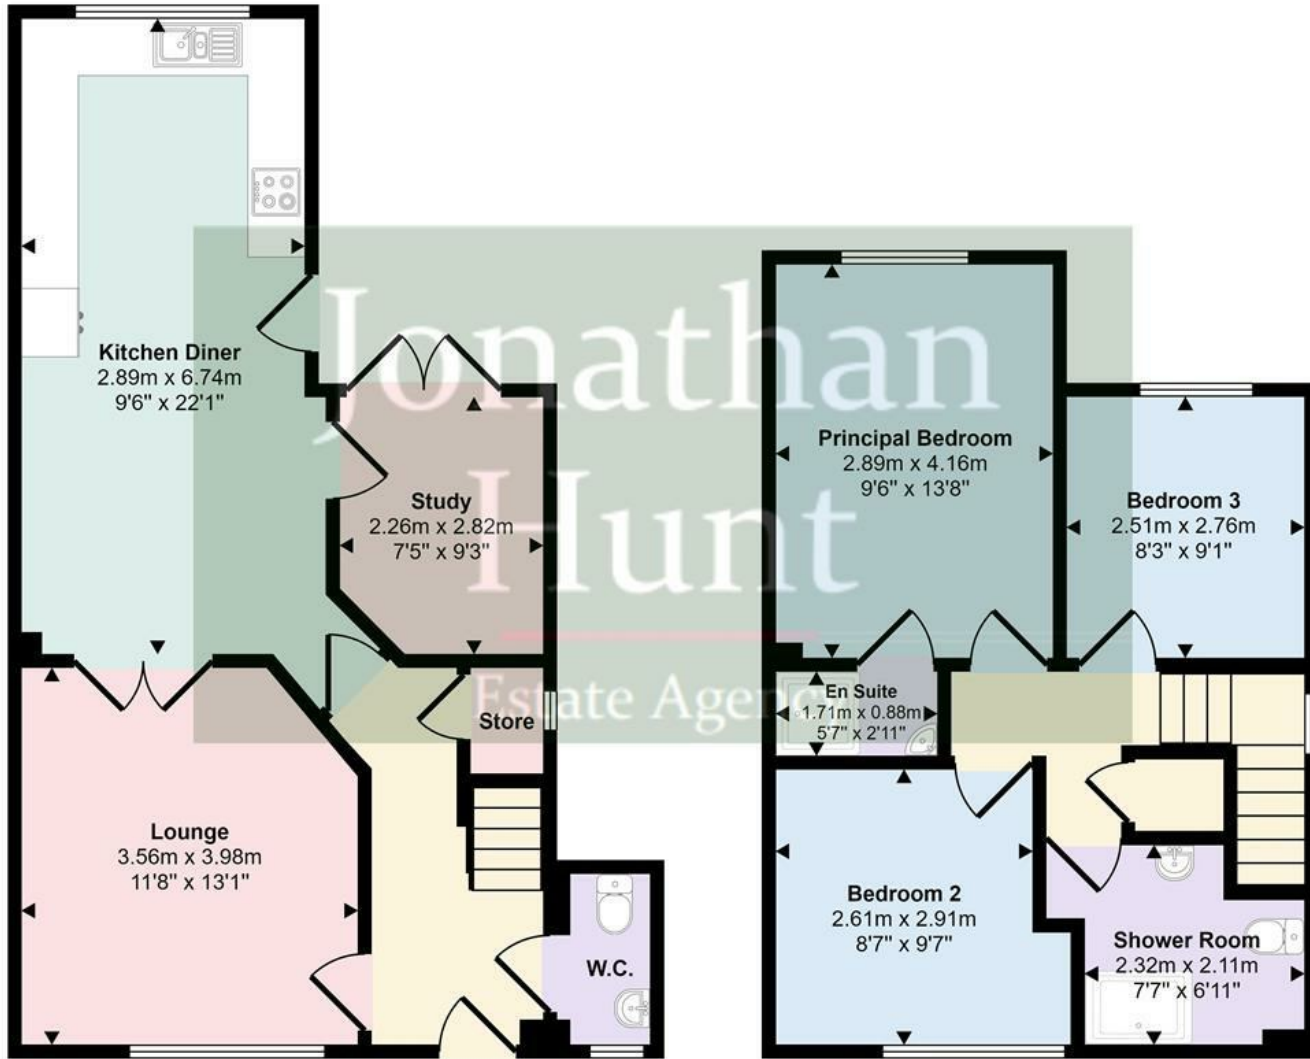 Kitchen Diner
2.89m x 6.74m
9'6" x 22'1"
Study
2.26m x 2.82m
7'5" x 9'3"
Store
Lounge
3.56m x 3.98m
11'8" x 13'1"
W.C.
Jonathan
Hunt
Estate Agency
Principal Bedroom
2.89m x 4.16m
9'6" x 13'8"
Bedroom 3
2.51m x 2.76m
8'3" x 9'1"
En Suite
1.71m x 0.88m
5'7" x 2'11"
Bedroom 2
2.61m x 2.91m
8'7" x 9'7"
Shower Room
2.32m x 2.11m
7'7" x 6'11"